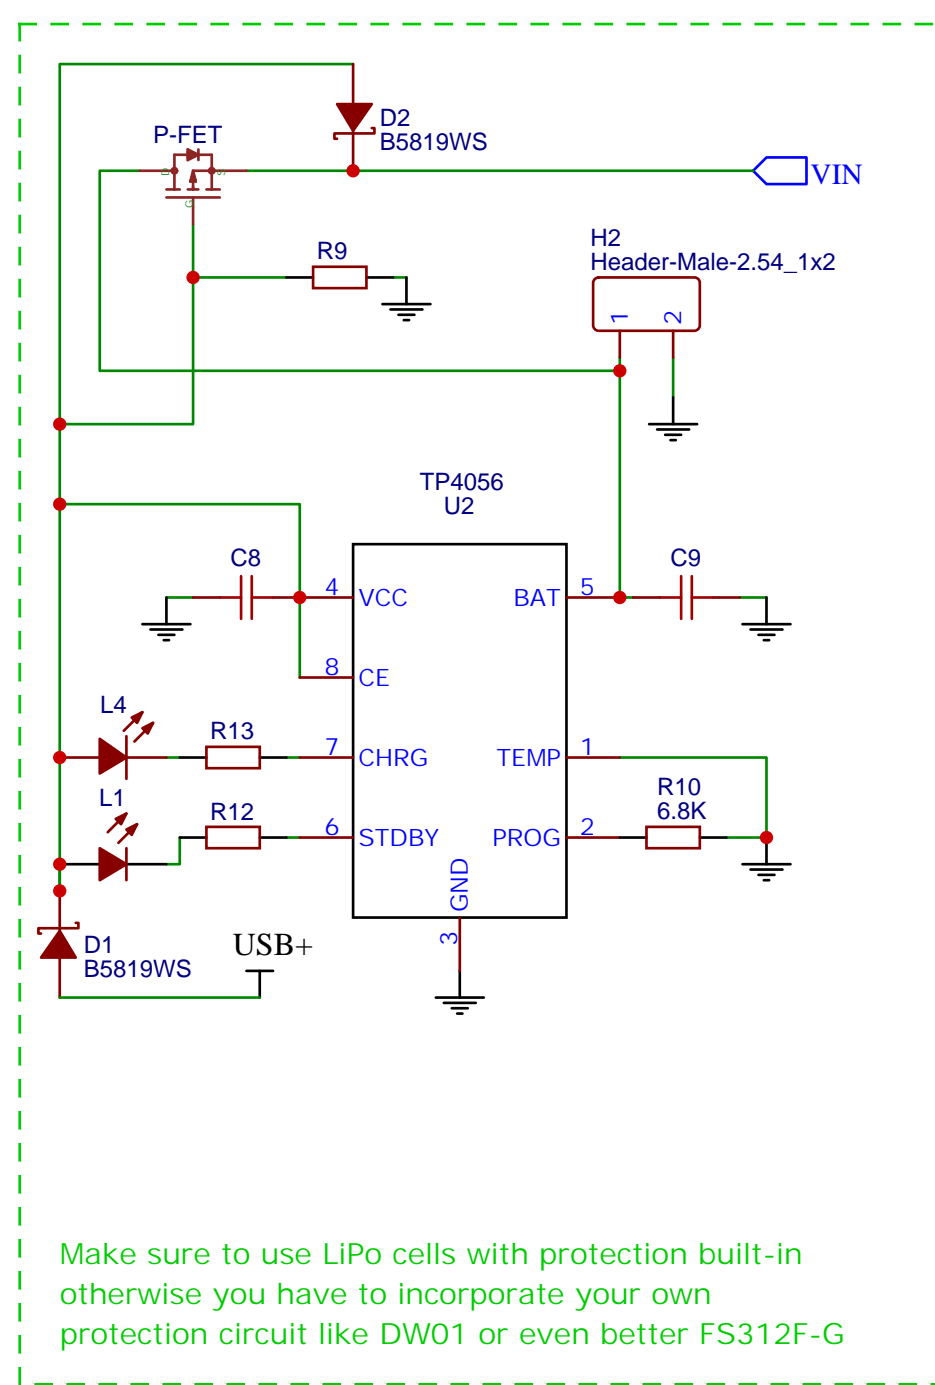 D2
B5819WS
P-FET
D
S
G
VIN
R9
H2
Header-Male-2.54_1x2
1
2
TP4056
U2
C8
C9
4
VCC
BAT
5
8
CE
L4
R13
7
CHRG
TEMP
1
L1
R12
6
STDBY
PROG
2
R10
6.8K
GND
3
D1
B5819WS
USB+
Make sure to use LiPo cells with protection built-in
otherwise you have to incorporate your own
protection circuit like DW01 or even better FS312F-G